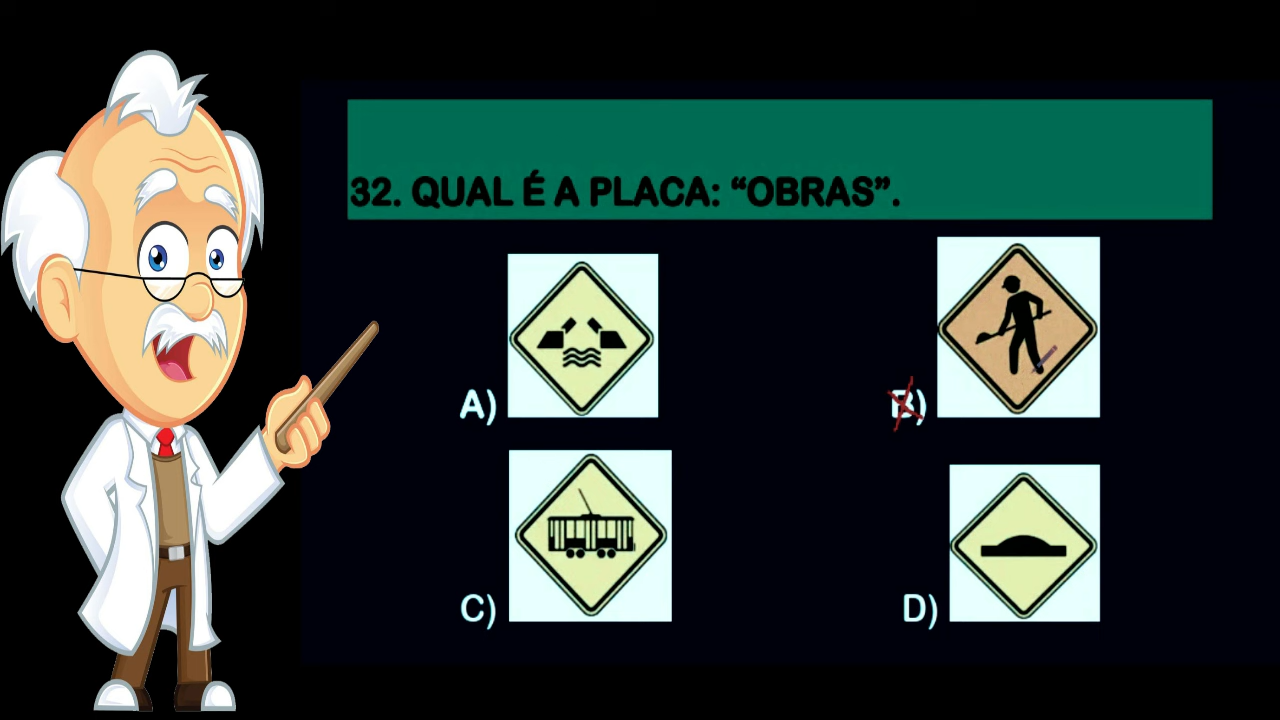 32. QUAL É A PLACA: “OBRAS”.
A)
B)
C)
D)